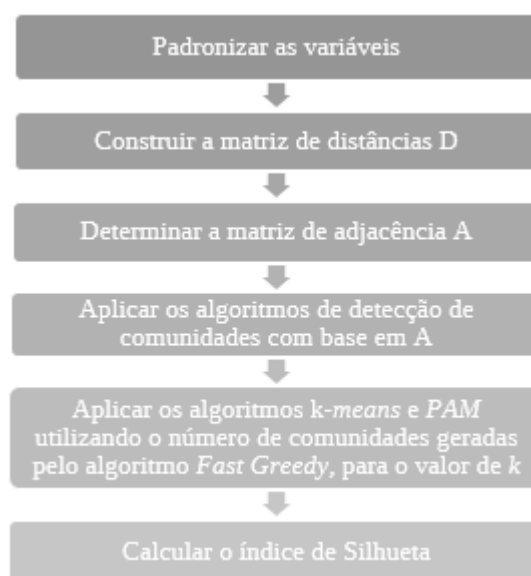 Padronizar as variáveis
Construir a matriz de distâncias D
Determinar a matriz de adjacência A
Aplicar os algoritmos de detecção de
comunidades com base em A
Aplicar os algoritmos k-means e PAM
utilizando o número de comunidades geradas
pelo algoritmo Fast Greedy, para o valor de k
Calcular o índice de Silhueta